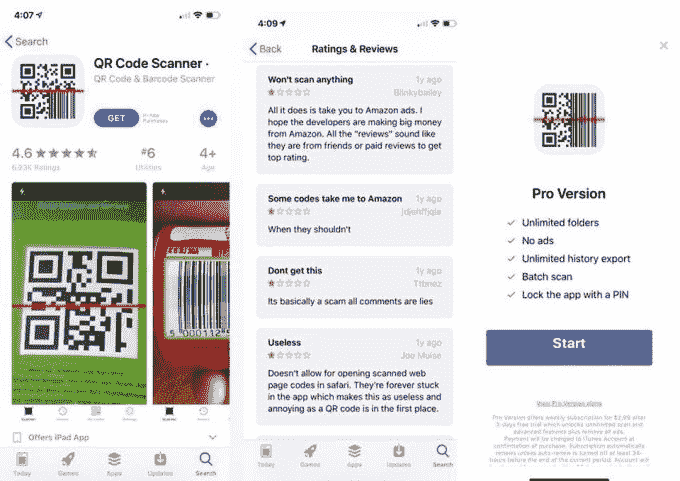 4:07
Search
QR Code Scanner ·
QR Code & Barcode Scanner
GET
In-App
Purchases
4.6
6.93K Ratings
#6
Utilities
4+
Age
5 000112 5
Offers iPad App
Today
Games
Apps
Updates
Search
4:09
Back
Ratings & Reviews
Won't scan anything
1y ago
Blinkybailey
All it does is take you to Amazon ads. I
hope the developers are making big money
from Amazon. All the "reviews" sound like
they are from friends or paid reviews to get
top rating.
Some codes take me to Amazon
1y ago
When they shouldn't
Dont get this
1y ago
Its basically a scam all comments are lies
Useless
1y ago
Joe Muise
Doesn't allow for opening scanned web
page codes in safari. They're forever stuck
in the app which makes this as useless and
annoying as a QR code is in the first place.
Today
Games
Apps
Updates
Search
Pro Version
Unlimited folders
No ads
Unlimited history export
Batch scan
Lock the app with a PIN
Start
Pro Version offers weekly subscription for $2.99 after
3-days free trial which unlocks unlimited scan and
advanced features plus remove all ads.
Payment will be charged to iTunes Account at
confirmation of purchase. Subscription automatically
renews unless auto-renew is turned off at least 24-
hours before the end of the current period. Account will